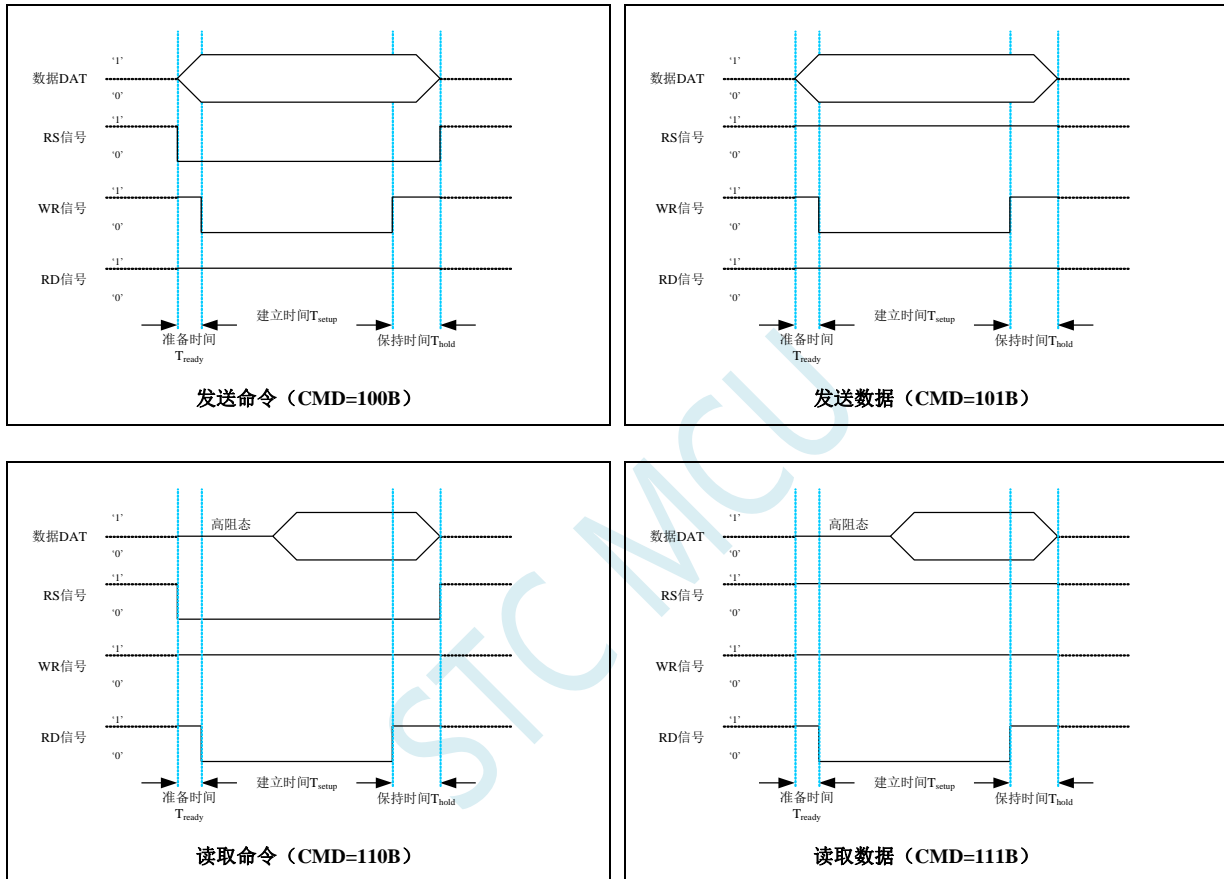 数据DAT
‘1’
‘0’
RS信号
‘1’
‘0’
WR信号
‘1’
‘0’
RD信号
‘1’
‘0’
建立时间Tsetup
准备时间
Tready
保持时间Thold
发送命令（CMD=100B）
数据DAT
‘1’
‘0’
RS信号
‘1’
‘0’
WR信号
‘1’
‘0’
RD信号
‘1’
‘0’
建立时间Tsetup
准备时间
Tready
保持时间Thold
发送数据（CMD=101B）
数据DAT
‘1’
‘0’
高阻态
RS信号
‘1’
‘0’
WR信号
‘1’
‘0’
RD信号
‘1’
‘0’
建立时间Tsetup
准备时间
Tready
保持时间Thold
读取命令（CMD=110B）
数据DAT
‘1’
‘0’
高阻态
RS信号
‘1’
‘0’
WR信号
‘1’
‘0’
RD信号
‘1’
‘0’
建立时间Tsetup
准备时间
Tready
保持时间Thold
读取数据（CMD=111B）
STC MCU